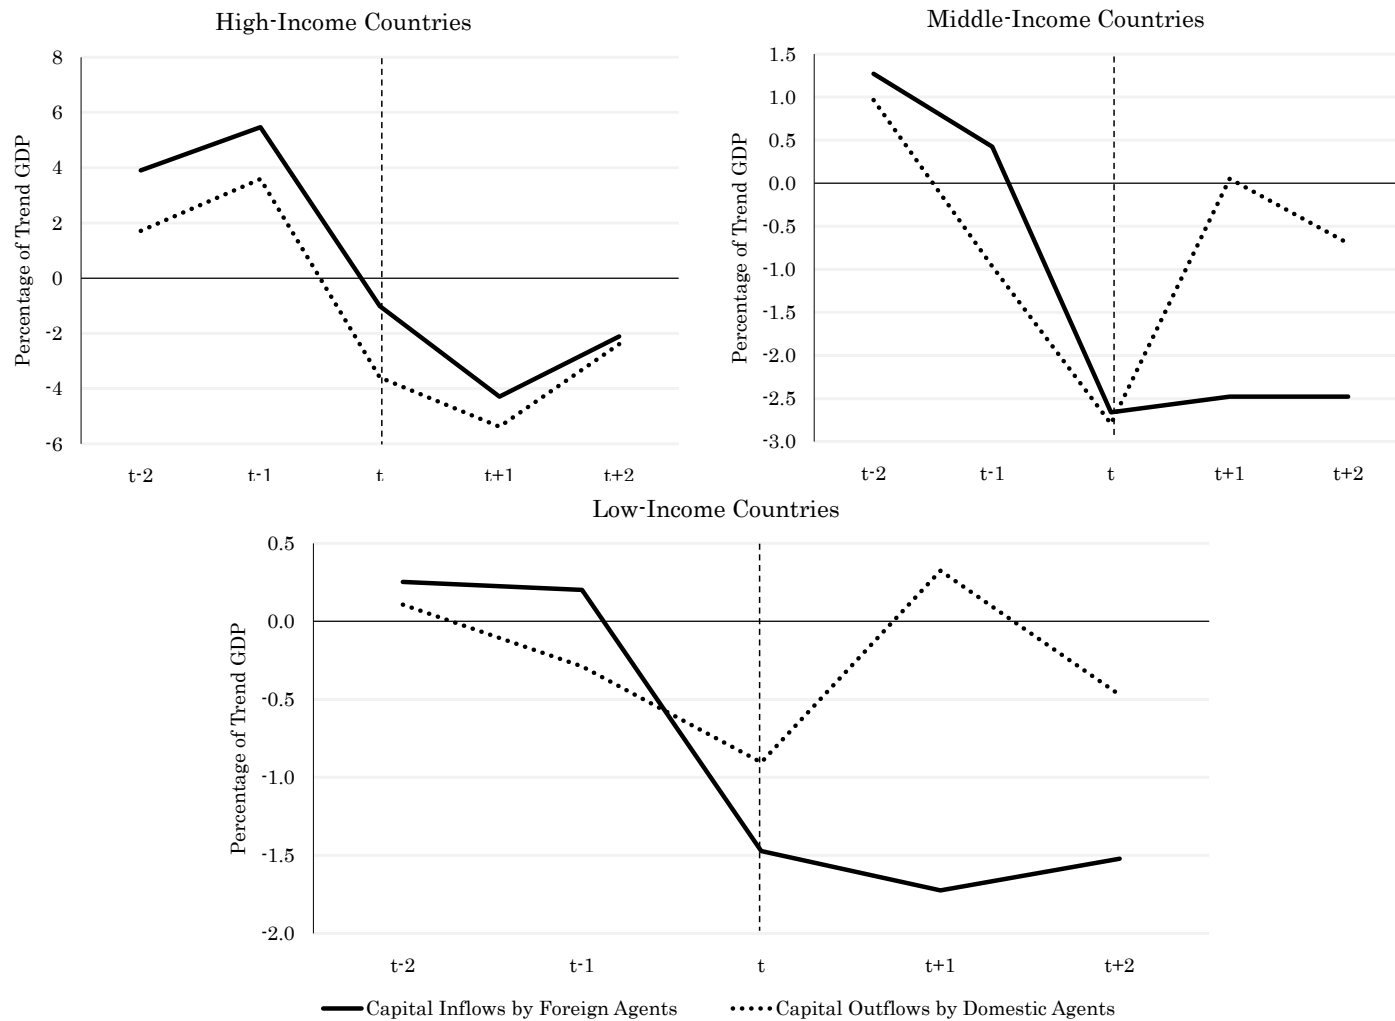 High-Income Countries
Percentage of Trend GDP
8
6
4
2
0
-2
-4
-6
t-2 t-1 t t+1 t+2
Middle-Income Countries
Percentage of Trend GDP
1.5
1.0
0.5
0.0
-0.5
-1.0
-1.5
-2.0
-2.5
-3.0
t-2 t-1 t t+1 t+2
Low-Income Countries
Percentage of Trend GDP
0.5
0.0
-0.5
-1.0
-1.5
-2.0
t-2 t-1 t t+1 t+2
Capital Inflows by Foreign Agents Capital Outflows by Domestic Agents